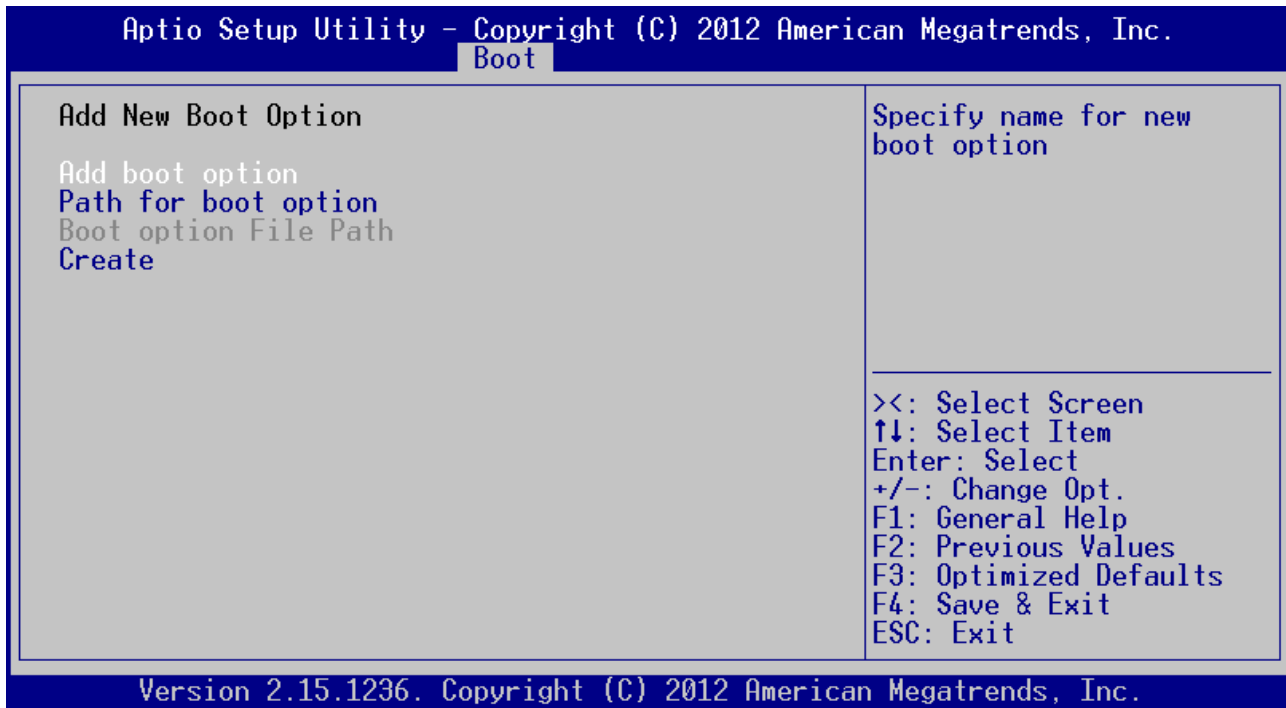 Aptio Setup Utility - Copyright (C) 2012 American Megatrends, Inc.
Boot
Add New Boot Option
Add boot option
Path for boot option
Boot option File Path
Create
Specify name for new
boot option
><: Select Screen
↑↓: Select Item
Enter: Select
+/-: Change Opt.
F1: General Help
F2: Previous Values
F3: Optimized Defaults
F4: Save & Exit
ESC: Exit
Version 2.15.1236. Copyright (C) 2012 American Megatrends, Inc.